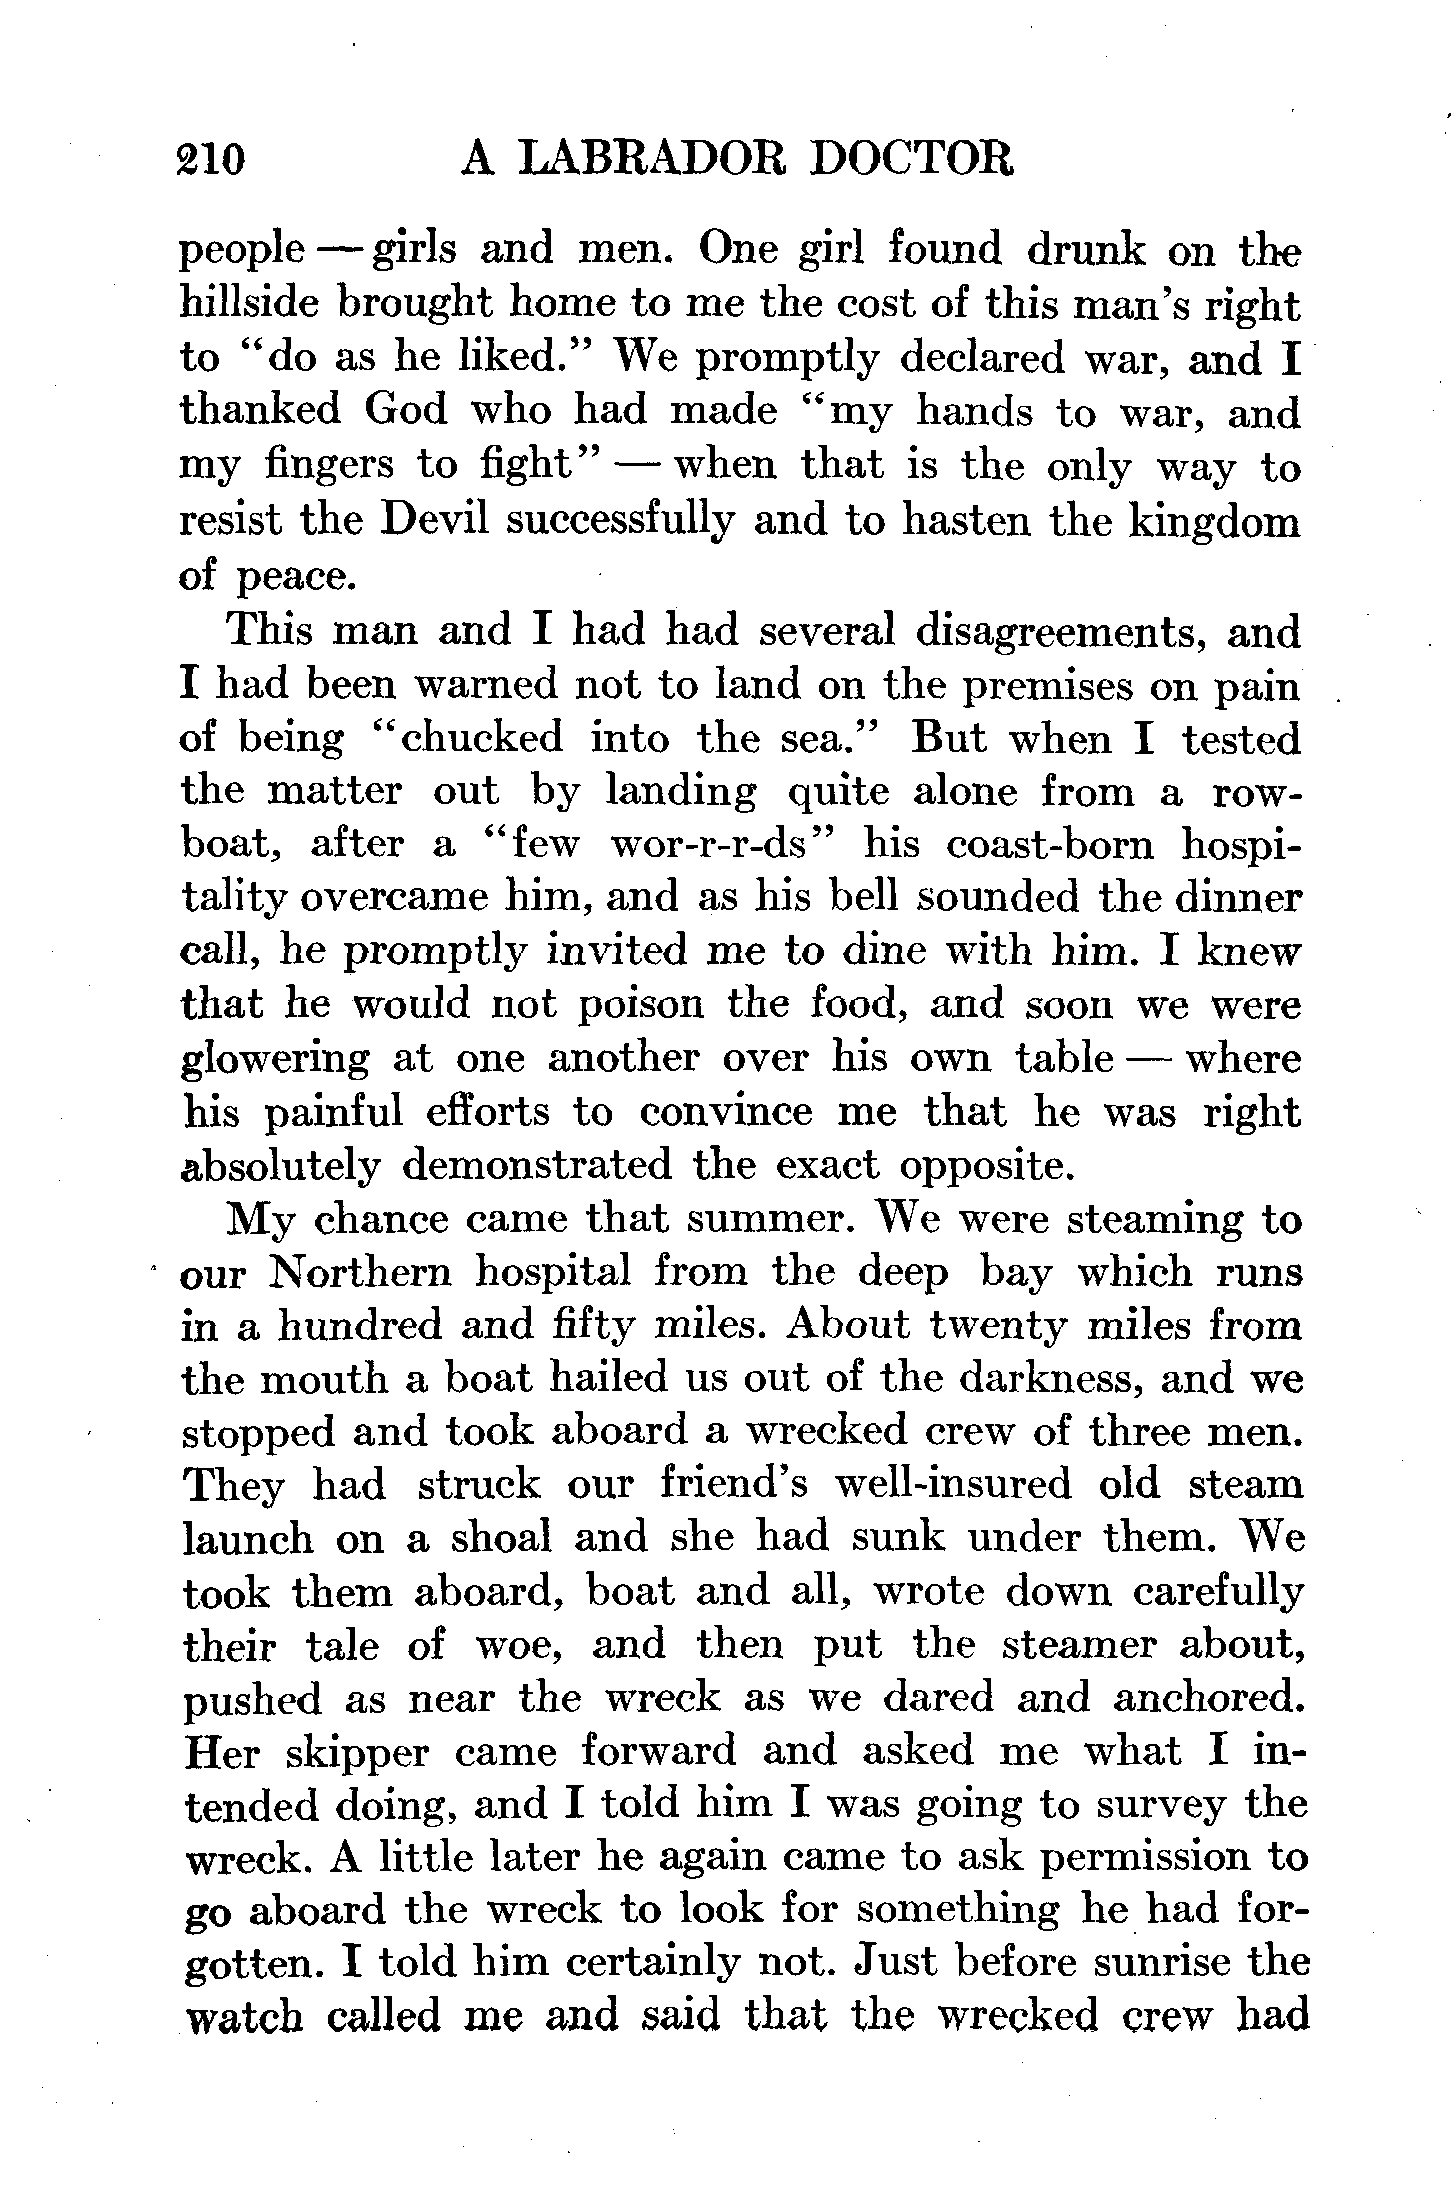 210 A LABRADOR DOCTOR
people — girls and men. One girl found drunk on the
hillside brought home to me the cost of this man's right
to "do as he liked." We promptly declared war, and I
thanked God who had made "my hands to war, and
my fingers to fight" — when that is the only way to
resist the Devil successfully and to hasten the kingdom
of peace.
This man and I had had several disagreements, and
I had been warned not to land on the premises on pain
of being "chucked into the sea." But when I tested
the matter out by landing quite alone from a row-
boat, after a "few wor-r-r-ds" his coast-born hospi-
tality overcame him, and as his bell sounded the dinner
call, he promptly invited me to dine with him. I knew
that he would not poison the food, and soon we were
glowering at one another over his own table — where
his painful efforts to convince me that he was right
absolutely demonstrated the exact opposite.
My chance came that summer. We were steaming to
our Northern hospital from the deep bay which runs
in a hundred and fifty miles. About twenty miles from
the mouth a boat hailed us out of the darkness, and we
stopped and took aboard a wrecked crew of three men.
They had struck our friend's well-insured old steam
launch on a shoal and she had sunk under them. We
took them aboard, boat and all, wrote down carefully
their tale of woe, and then put the steamer about,
pushed as near the wreck as we dared and anchored.
Her skipper came forward and asked me what I in-
tended doing, and I told him I was going to survey the
wreck. A little later he again came to ask permission to
go aboard the wreck to look for something he had for-
gotten. I told him certainly not. Just before sunrise the
watch called me and said that the wrecked crew had